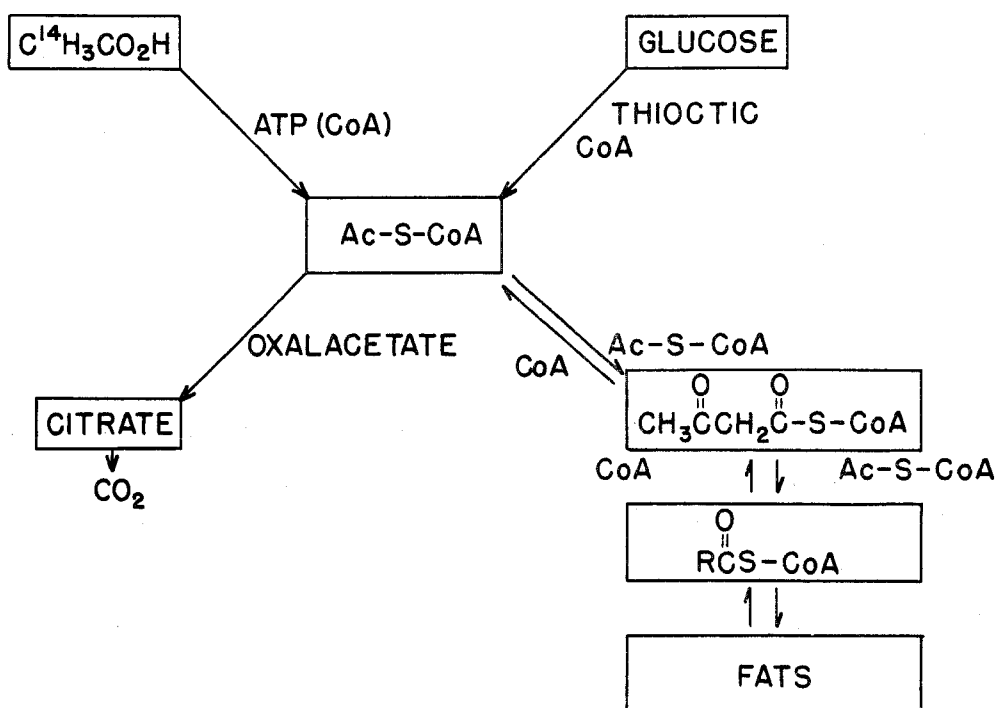 C¹⁴H₃CO₂H
GLUCOSE
ATP (CoA)
THIOCTIC
CoA
Ac-S-CoA
OXALACETATE
CoA
Ac-S-CoA
CITRATE
CO₂
O O
CH₃CCH₂C-S-CoA
CoA
Ac-S-CoA
O
RCS-CoA
FATS